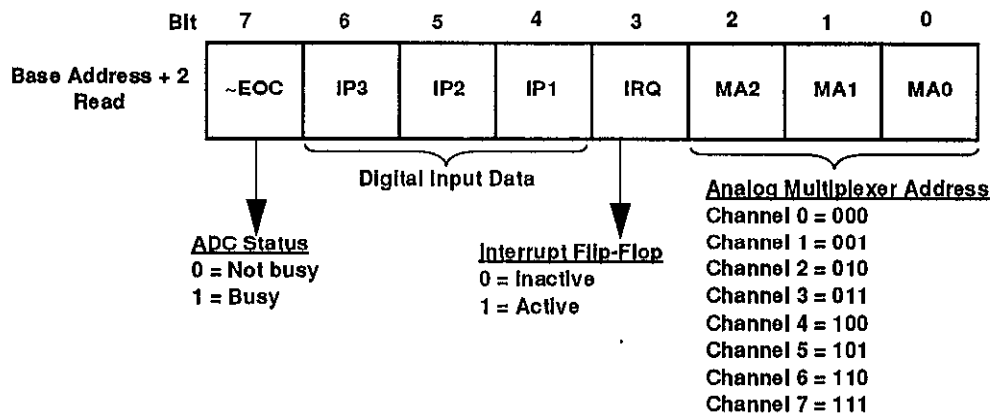 Bit 7 6 5 4 3 2 1 0
Base Address + 2
Read
~EOC IP3 IP2 IP1 IRQ MA2 MA1 MA0
Digital Input Data
ADC Status
0 = Not busy
1 = Busy
Interrupt Flip-Flop
0 = Inactive
1 = Active
Analog Multiplexer Address
Channel 0 = 000
Channel 1 = 001
Channel 2 = 010
Channel 3 = 011
Channel 4 = 100
Channel 5 = 101
Channel 6 = 110
Channel 7 = 111